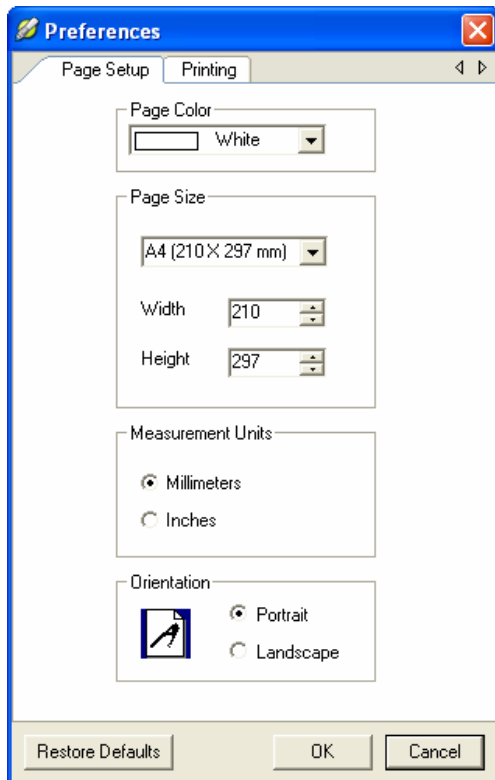 Preferences
Page Setup Printing
Page Color
White
Page Size
A4 (210 X 297 mm)
Width 210
Height 297
Measurement Units
Millimeters
Inches
Orientation
Portrait
Landscape
Restore Defaults OK Cancel